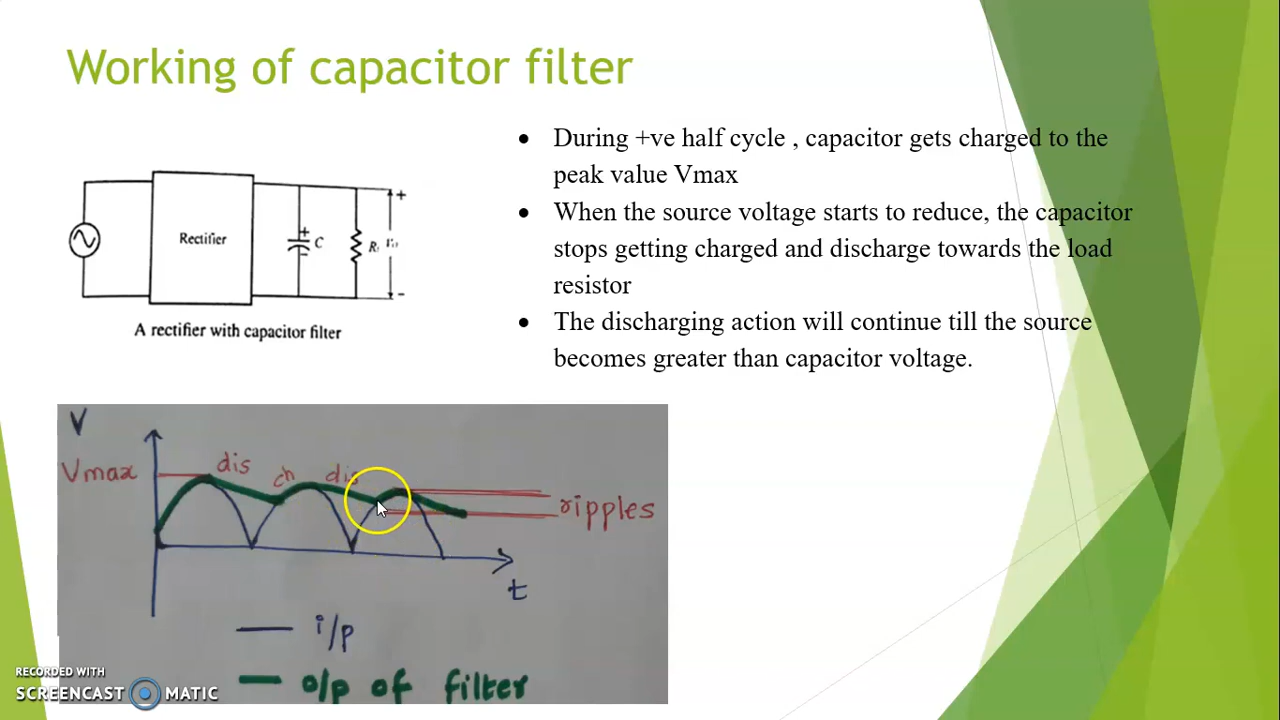 Working of capacitor filter
• During +ve half cycle , capacitor gets charged to the
peak value Vmax
• When the source voltage starts to reduce, the capacitor
stops getting charged and discharge towards the load
resistor
• The discharging action will continue till the source
becomes greater than capacitor voltage.
+
Rectifier
+
C
-
-
A rectifier with capacitor filter
V
Vmax
dis
ch
dis
ripples
t
i/p
o/p of filter
RECORDED WITH
SCREENCAST MATIC